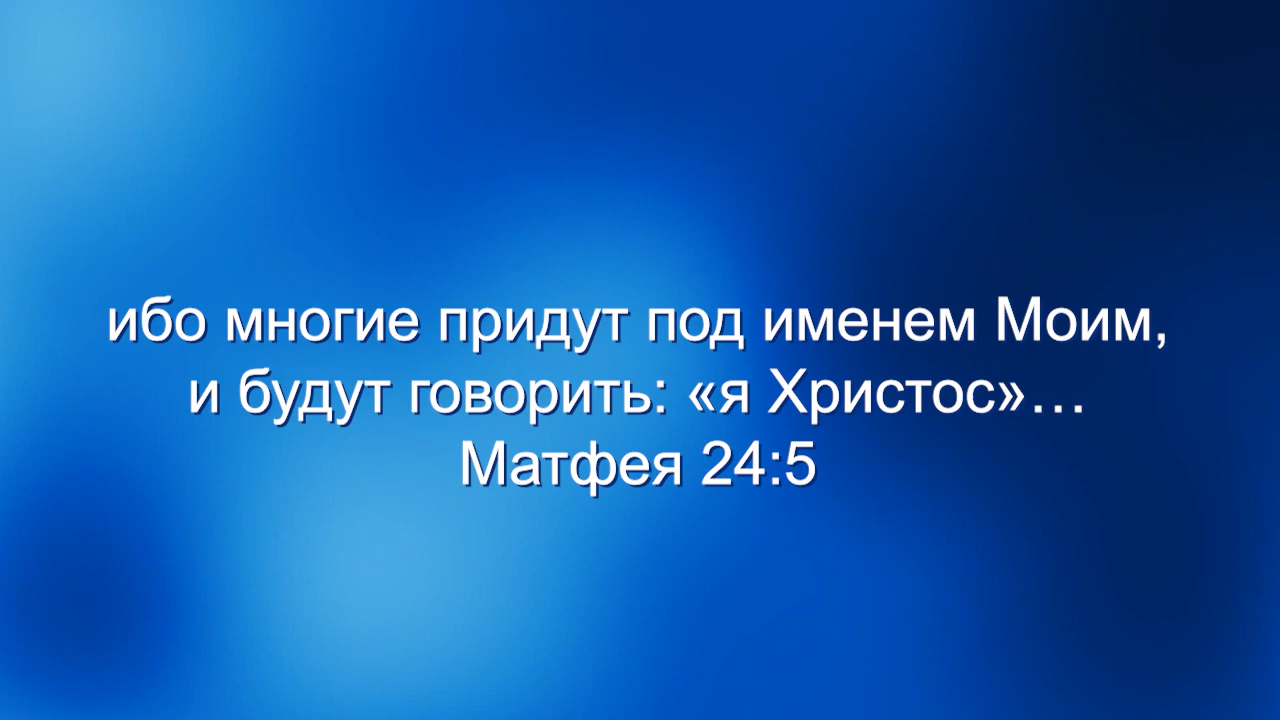 ибо многие придут под именем Моим,
и будут говорить: «я Христос»…
Матфея 24:5